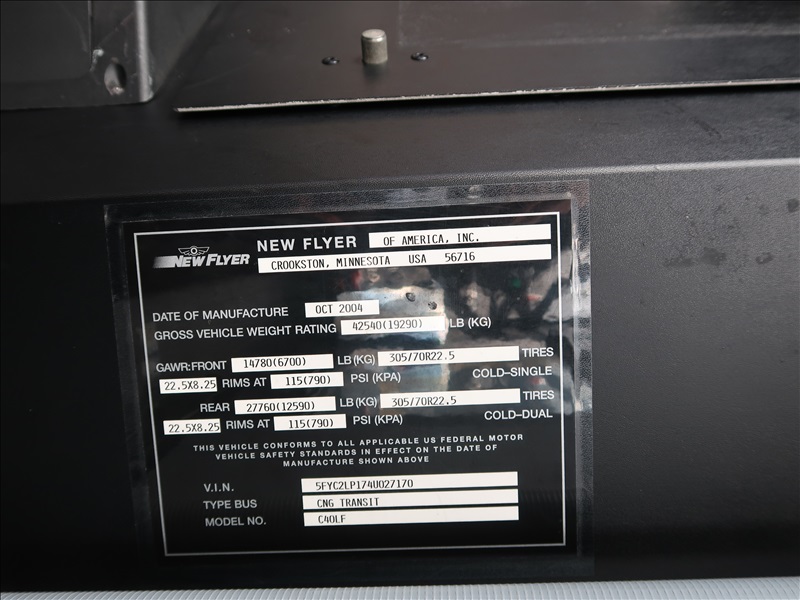 NEW FLYER
NEW FLYER OF AMERICA, INC.
CROOKSTON, MINNESOTA USA 56716
DATE OF MANUFACTURE OCT 2004
GROSS VEHICLE WEIGHT RATING 42540(19290) LB (KG)
GAWR:FRONT 14780(6700) LB(KG) 305/70R22.5 TIRES
22.5X8.25 RIMS AT 115(790) PSI (KPA) COLD-SINGLE
REAR 27760(12590) LB(KG) 305/70R22.5 TIRES
22.5X8.25 RIMS AT 115(790) PSI (KPA) COLD-DUAL
THIS VEHICLE CONFORMS TO ALL APPLICABLE US FEDERAL MOTOR
VEHICLE SAFETY STANDARDS IN EFFECT ON THE DATE OF
MANUFACTURE SHOWN ABOVE
V.I.N. 5FYC2LP174U027170
TYPE BUS CNG TRANSIT
MODEL NO. C40LF